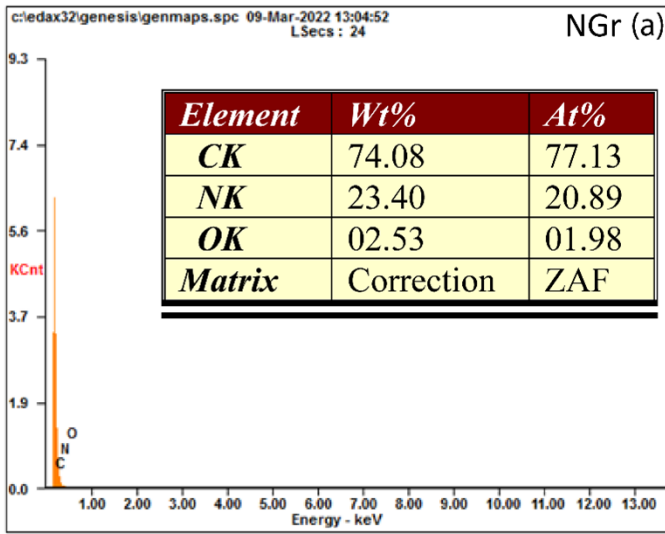 c:\edax32\genesis\genmaps.spc 09-Mar-2022 13:04:52
LSecs : 24
NGr (a)
9.3
7.4
5.6
KCnt
3.7
1.9
0.0
Element Wt% At%
CK 74.08 77.13
NK 23.40 20.89
OK 02.53 01.98
Matrix Correction ZAF
O
N
C
1.00 2.00 3.00 4.00 5.00 6.00 7.00 8.00 9.00 10.00 11.00 12.00 13.00
Energy - keV